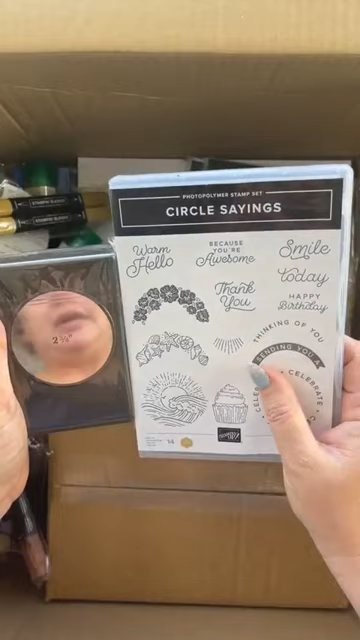 PHOTOPOLYMER STAMP SET
CIRCLE SAYINGS
Warm
Hello
BECAUSE
YOU'RE
Awesome
Smile
today
Thank
You
HAPPY
Birthday
THINKING OF YOU
SENDING YOU A
CELEBRATE
14
2 ½"